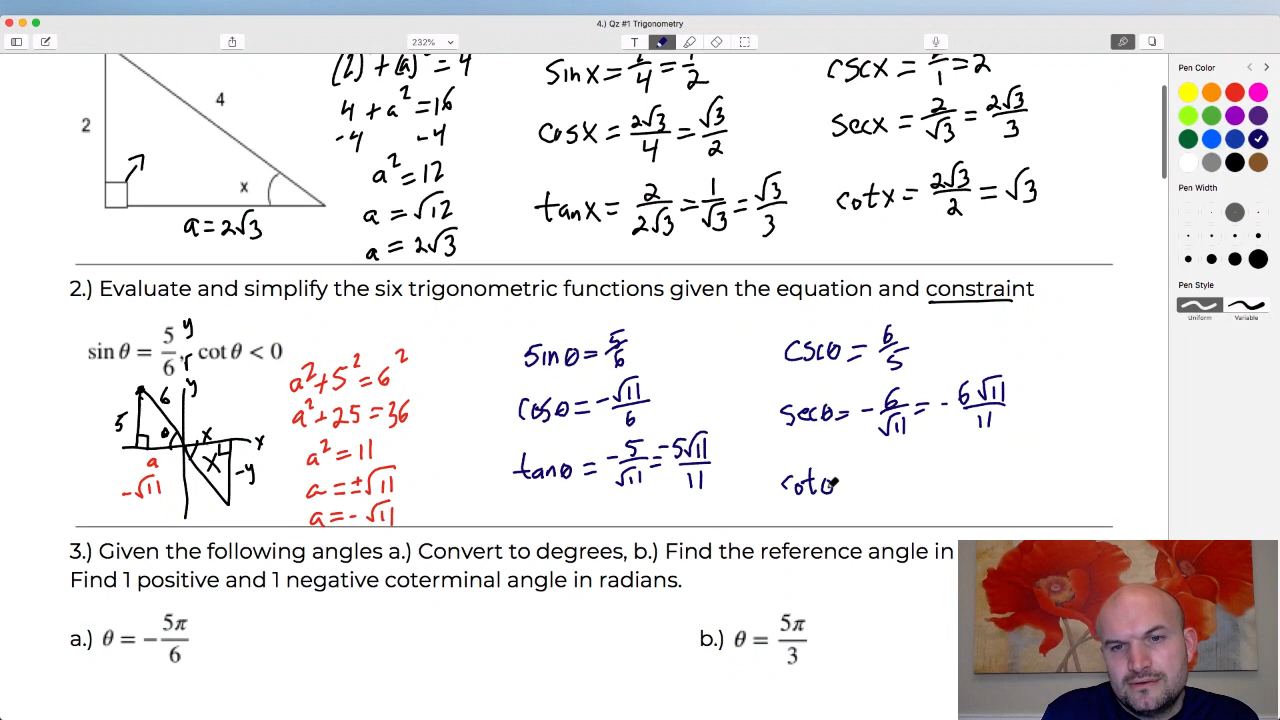 4.) Qz #1 Trigonometry
232%
T
Pen Color
Pen Width
Pen Style
Uniform
Variable
4
2
x
a = 2√3
(2) + (a)² = 4
4 + a² = 16
-4 -4
a² = 12
a = √12
a = 2√3
sin x = 2/4 = 1/2
cos x = 2√3/4 = √3/2
tan x = 2/2√3 = 1/√3 = √3/3
csc x = 2/1 = 2
sec x = 2/√3 = 2√3/3
cot x = 2√3/2 = √3
2.) Evaluate and simplify the six trigonometric functions given the equation and constraint
sin θ = 5/6, cot θ < 0
y
r
y
6
5
θ
x
x
a
-√11
x
-y
a² + 5² = 6²
a² + 25 = 36
a² = 11
a = ±√11
a = -√11
sin θ = 5/6
cos θ = -√11/6
tan θ = -5/√11 = -5√11/11
csc θ = 6/5
sec θ = -6/√11 = -6√11/11
cot θ
3.) Given the following angles a.) Convert to degrees, b.) Find the reference angle in
Find 1 positive and 1 negative coterminal angle in radians.
a.) θ = -5π/6
b.) θ = 5π/3